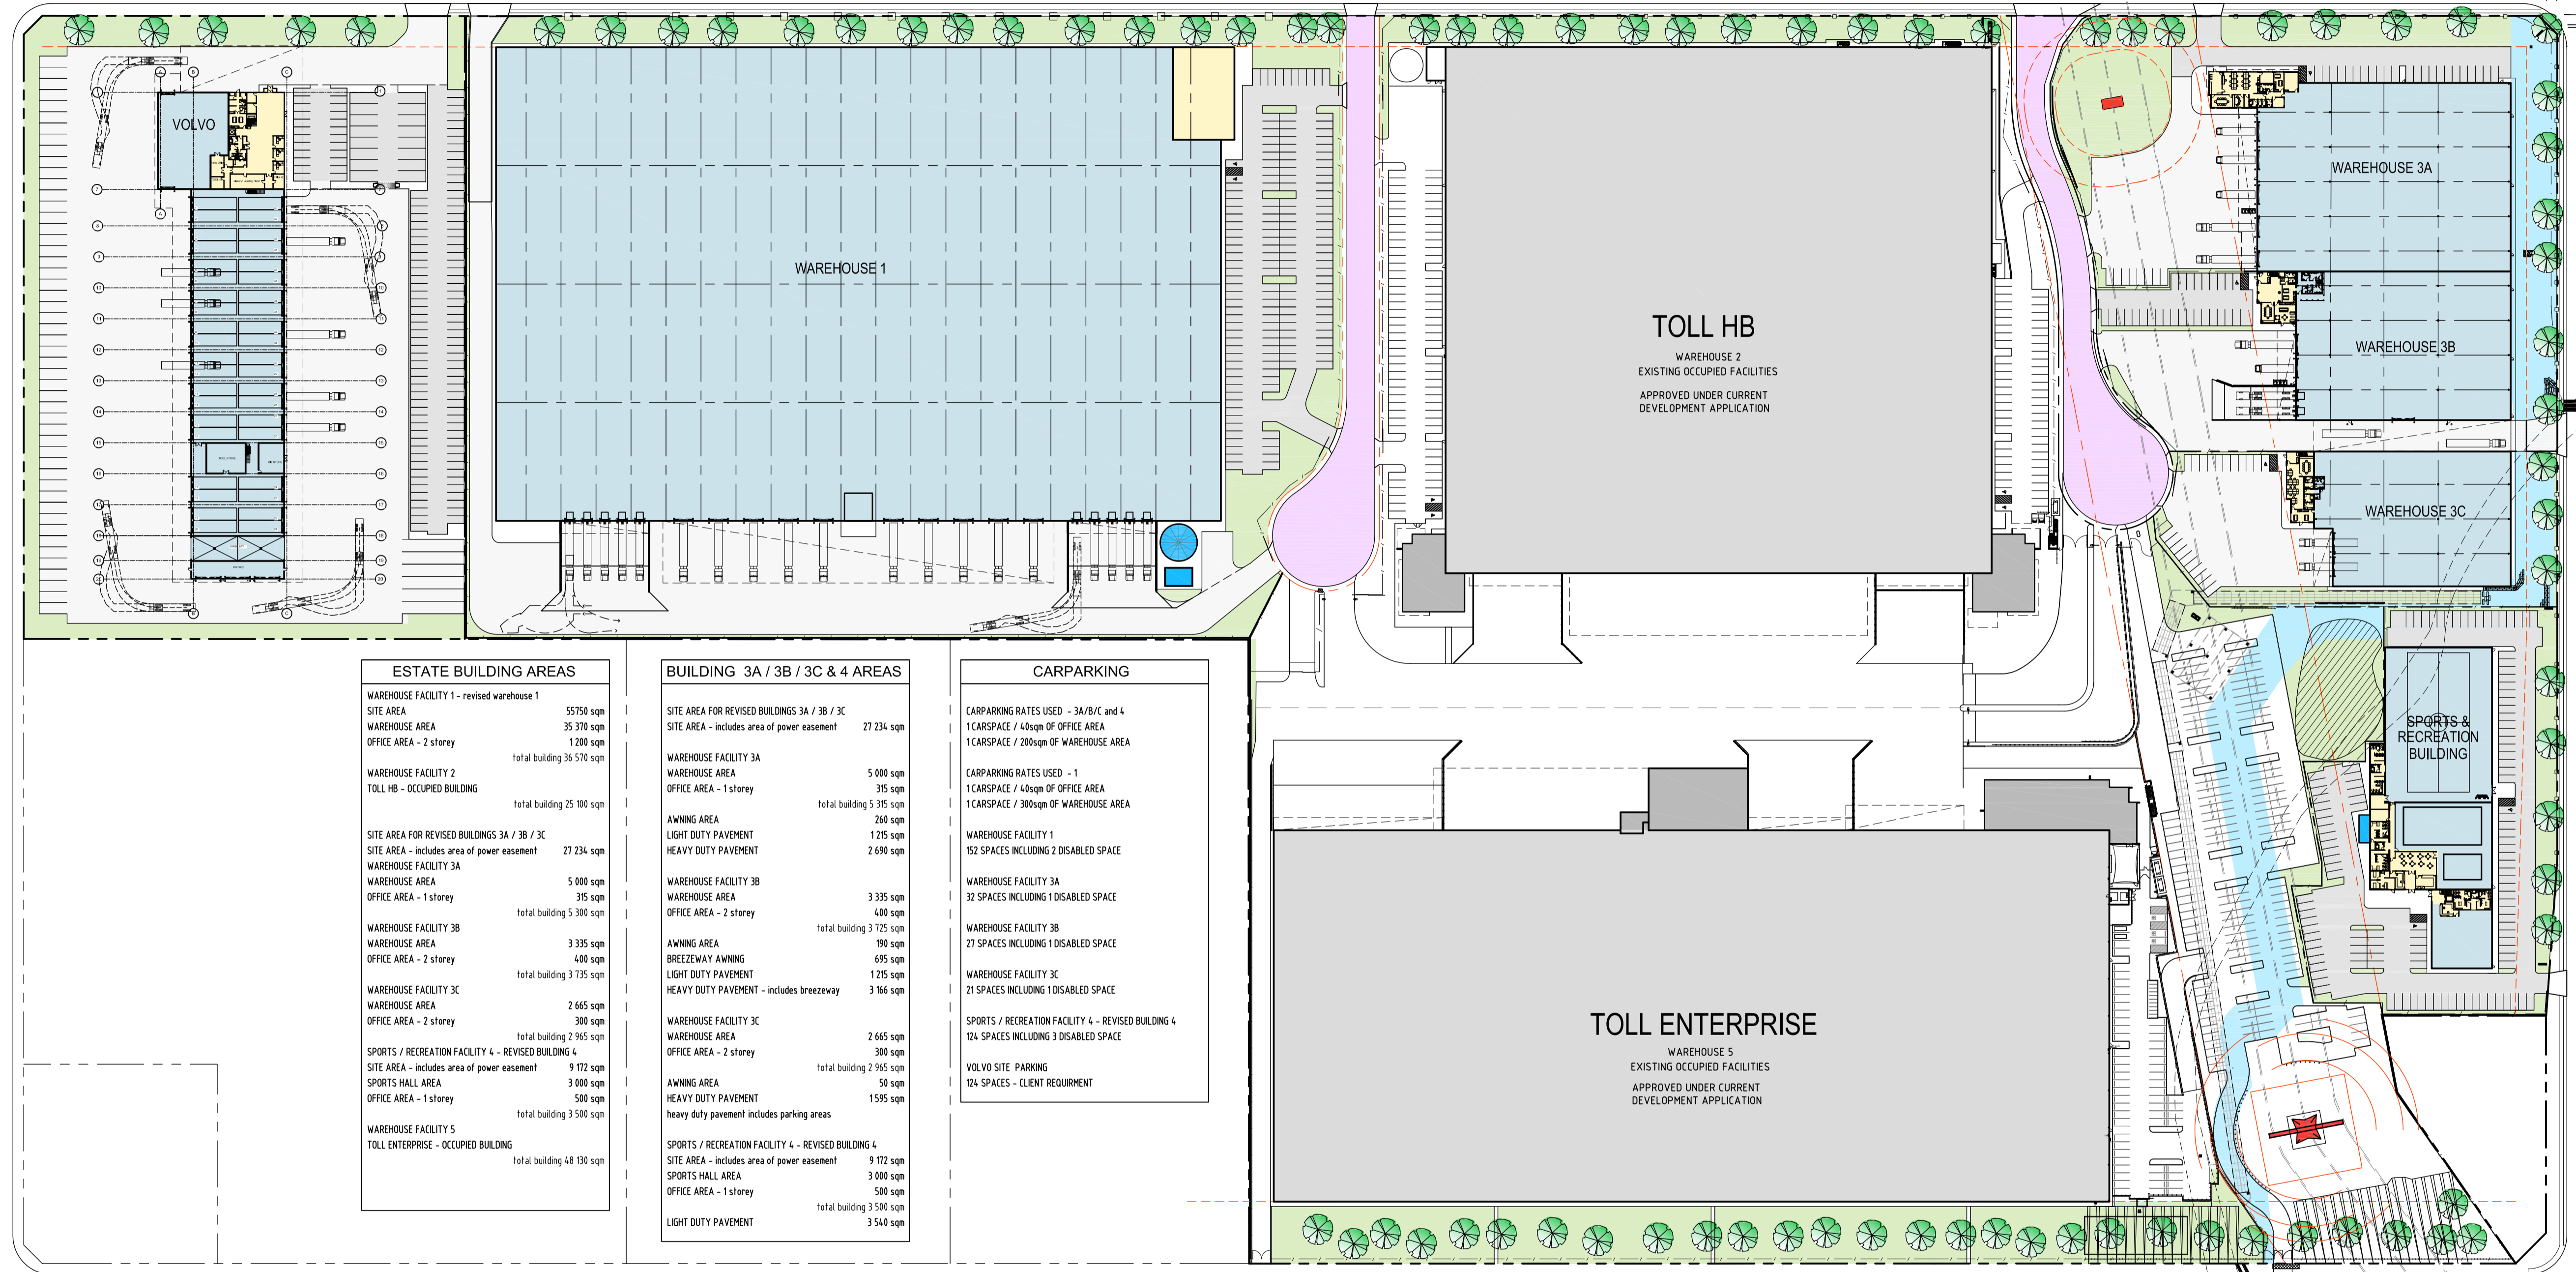 VOLVO
WAREHOUSE 1
TOLL HB
WAREHOUSE 2
EXISTING OCCUPIED FACILITIES
APPROVED UNDER CURRENT
DEVELOPMENT APPLICATION
WAREHOUSE 3A
WAREHOUSE 3B
WAREHOUSE 3C
SPORTS &
RECREATION
BUILDING
TOLL ENTERPRISE
WAREHOUSE 5
EXISTING OCCUPIED FACILITIES
APPROVED UNDER CURRENT
DEVELOPMENT APPLICATION
ESTATE BUILDING AREAS
WAREHOUSE FACILITY 1 - revised warehouse 1
SITE AREA 55750 sqm
WAREHOUSE AREA 35 370 sqm
OFFICE AREA - 2 storey 1 200 sqm
total building 36 570 sqm
WAREHOUSE FACILITY 2
TOLL HB - OCCUPIED BUILDING
total building 25 100 sqm
SITE AREA FOR REVISED BUILDINGS 3A / 3B / 3C
SITE AREA - includes area of power easement 27 234 sqm
WAREHOUSE FACILITY 3A
WAREHOUSE AREA 5 000 sqm
OFFICE AREA - 1 storey 315 sqm
total building 5 300 sqm
WAREHOUSE FACILITY 3B
WAREHOUSE AREA 3 335 sqm
OFFICE AREA - 2 storey 400 sqm
total building 3 735 sqm
WAREHOUSE FACILITY 3C
WAREHOUSE AREA 2 665 sqm
OFFICE AREA - 2 storey 300 sqm
total building 2 965 sqm
SPORTS / RECREATION FACILITY 4 - REVISED BUILDING 4
SITE AREA - includes area of power easement 9 172 sqm
SPORTS HALL AREA 3 000 sqm
OFFICE AREA - 1 storey 500 sqm
total building 3 500 sqm
WAREHOUSE FACILITY 5
TOLL ENTERPRISE - OCCUPIED BUILDING
total building 48 130 sqm
BUILDING 3A / 3B / 3C & 4 AREAS
SITE AREA FOR REVISED BUILDINGS 3A / 3B / 3C
SITE AREA - includes area of power easement 27 234 sqm
WAREHOUSE FACILITY 3A
WAREHOUSE AREA 5 000 sqm
OFFICE AREA - 1 storey 315 sqm
total building 5 315 sqm
AWNING AREA 260 sqm
LIGHT DUTY PAVEMENT 1 215 sqm
HEAVY DUTY PAVEMENT 2 690 sqm
WAREHOUSE FACILITY 3B
WAREHOUSE AREA 3 335 sqm
OFFICE AREA - 2 storey 400 sqm
total building 3 725 sqm
AWNING AREA 190 sqm
BREEZEWAY AWNING 695 sqm
LIGHT DUTY PAVEMENT 1 215 sqm
HEAVY DUTY PAVEMENT - includes breezeway 3 166 sqm
WAREHOUSE FACILITY 3C
WAREHOUSE AREA 2 665 sqm
OFFICE AREA - 2 storey 300 sqm
total building 2 965 sqm
AWNING AREA 50 sqm
HEAVY DUTY PAVEMENT 1 595 sqm
heavy duty pavement includes parking areas
SPORTS / RECREATION FACILITY 4 - REVISED BUILDING 4
SITE AREA - includes area of power easement 9 172 sqm
SPORTS HALL AREA 3 000 sqm
OFFICE AREA - 1 storey 500 sqm
total building 3 500 sqm
LIGHT DUTY PAVEMENT 3 540 sqm
CARPARKING
CARPARKING RATES USED - 3A/B/C and 4
1 CARSPACE / 40sqm OF OFFICE AREA
1 CARSPACE / 200sqm OF WAREHOUSE AREA
CARPARKING RATES USED - 1
1 CARSPACE / 40sqm OF OFFICE AREA
1 CARSPACE / 300sqm OF WAREHOUSE AREA
WAREHOUSE FACILITY 1
152 SPACES INCLUDING 2 DISABLED SPACE
WAREHOUSE FACILITY 3A
32 SPACES INCLUDING 1 DISABLED SPACE
WAREHOUSE FACILITY 3B
27 SPACES INCLUDING 1 DISABLED SPACE
WAREHOUSE FACILITY 3C
21 SPACES INCLUDING 1 DISABLED SPACE
SPORTS / RECREATION FACILITY 4 - REVISED BUILDING 4
124 SPACES INCLUDING 3 DISABLED SPACE
VOLVO SITE PARKING
124 SPACES - CLIENT REQUIRMENT